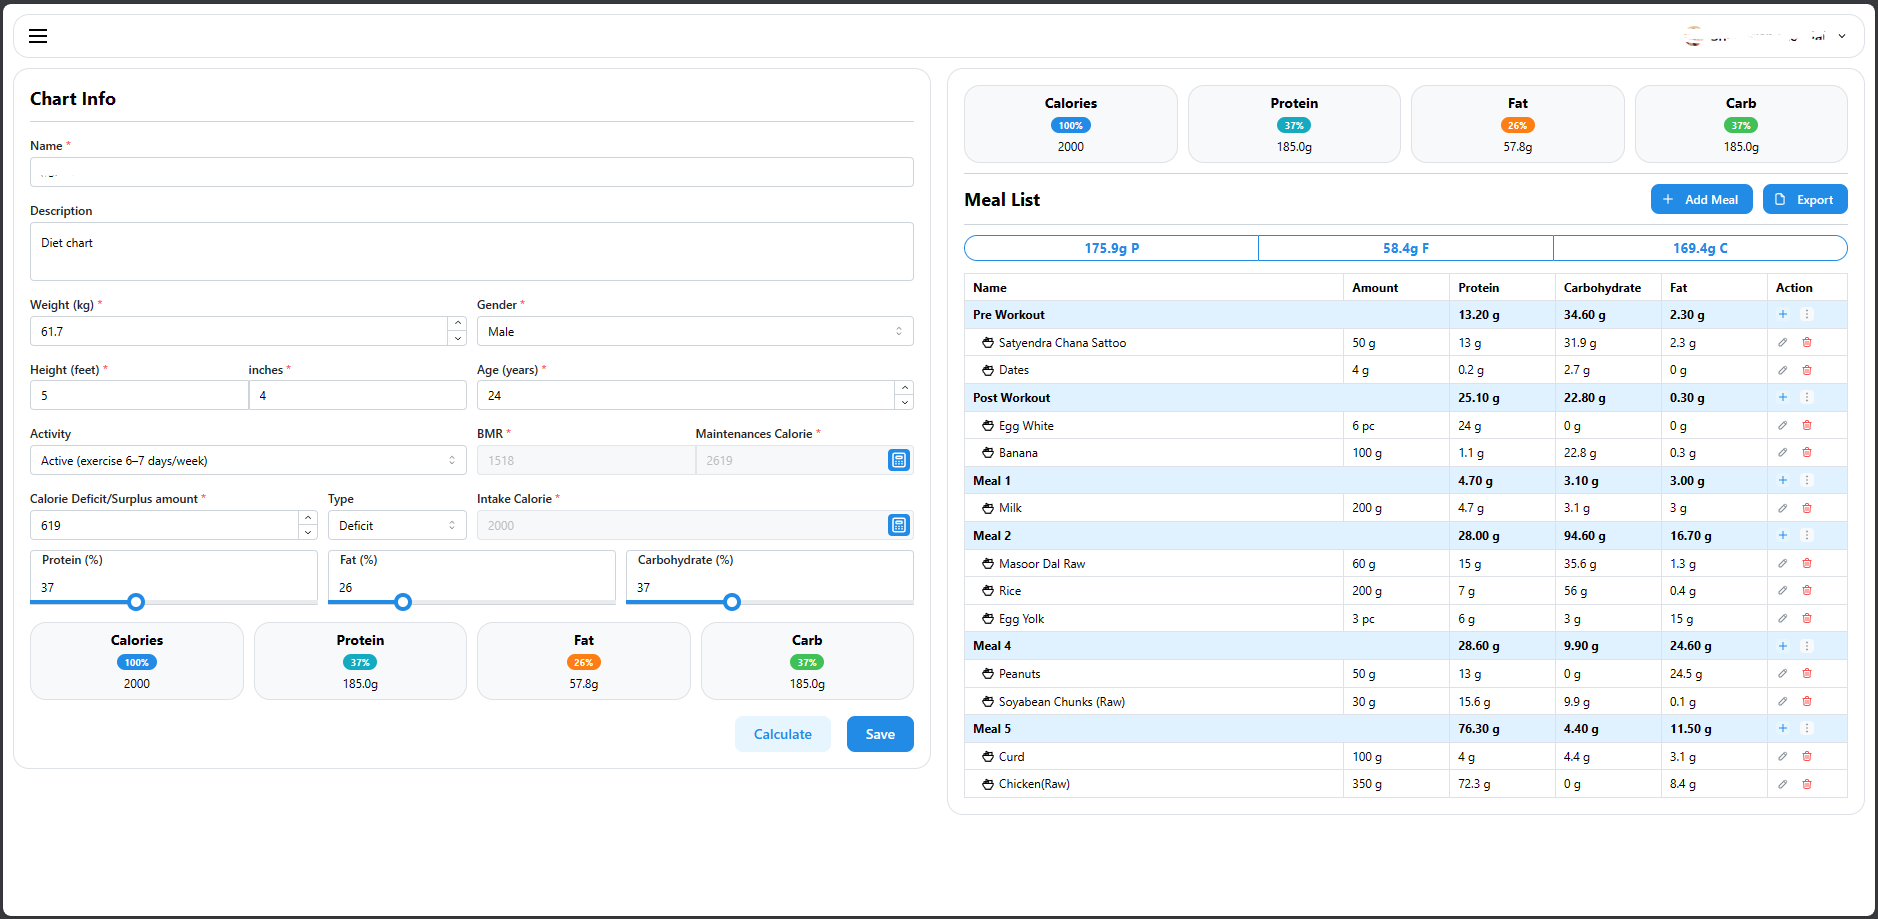 Chart Info
Name *
Description
Diet chart
Weight (kg) *
Gender *
61.7
Male
Height (feet) *
inches *
Age (years) *
5
4
24
Activity
BMR *
Maintenances Calorie *
Active (exercise 6–7 days/week)
1518
2619
Calorie Deficit/Surplus amount *
Type
Intake Calorie *
619
Deficit
2000
Protein (%)
Fat (%)
Carbohydrate (%)
37
26
37
Calories
Protein
Fat
Carb
100%
37%
26%
37%
2000
185.0g
57.8g
185.0g
Calculate
Save
Calories
Protein
Fat
Carb
100%
37%
26%
37%
2000
185.0g
57.8g
185.0g
Meal List
+ Add Meal
Export
175.9g P
58.4g F
169.4g C
Name Amount Protein Carbohydrate Fat Action
Pre Workout 13.20 g 34.60 g 2.30 g
Satyendra Chana Sattoo 50 g 13 g 31.9 g 2.3 g
Dates 4 g 0.2 g 2.7 g 0 g
Post Workout 25.10 g 22.80 g 0.30 g
Egg White 6 pc 24 g 0 g 0 g
Banana 100 g 1.1 g 22.8 g 0.3 g
Meal 1 4.70 g 3.10 g 3.00 g
Milk 200 g 4.7 g 3.1 g 3 g
Meal 2 28.00 g 94.60 g 16.70 g
Masoor Dal Raw 60 g 15 g 35.6 g 1.3 g
Rice 200 g 7 g 56 g 0.4 g
Egg Yolk 3 pc 6 g 3 g 15 g
Meal 4 28.60 g 9.90 g 24.60 g
Peanuts 50 g 13 g 0 g 24.5 g
Soyabean Chunks (Raw) 30 g 15.6 g 9.9 g 0.1 g
Meal 5 76.30 g 4.40 g 11.50 g
Curd 100 g 4 g 4.4 g 3.1 g
Chicken(Raw) 350 g 72.3 g 0 g 8.4 g